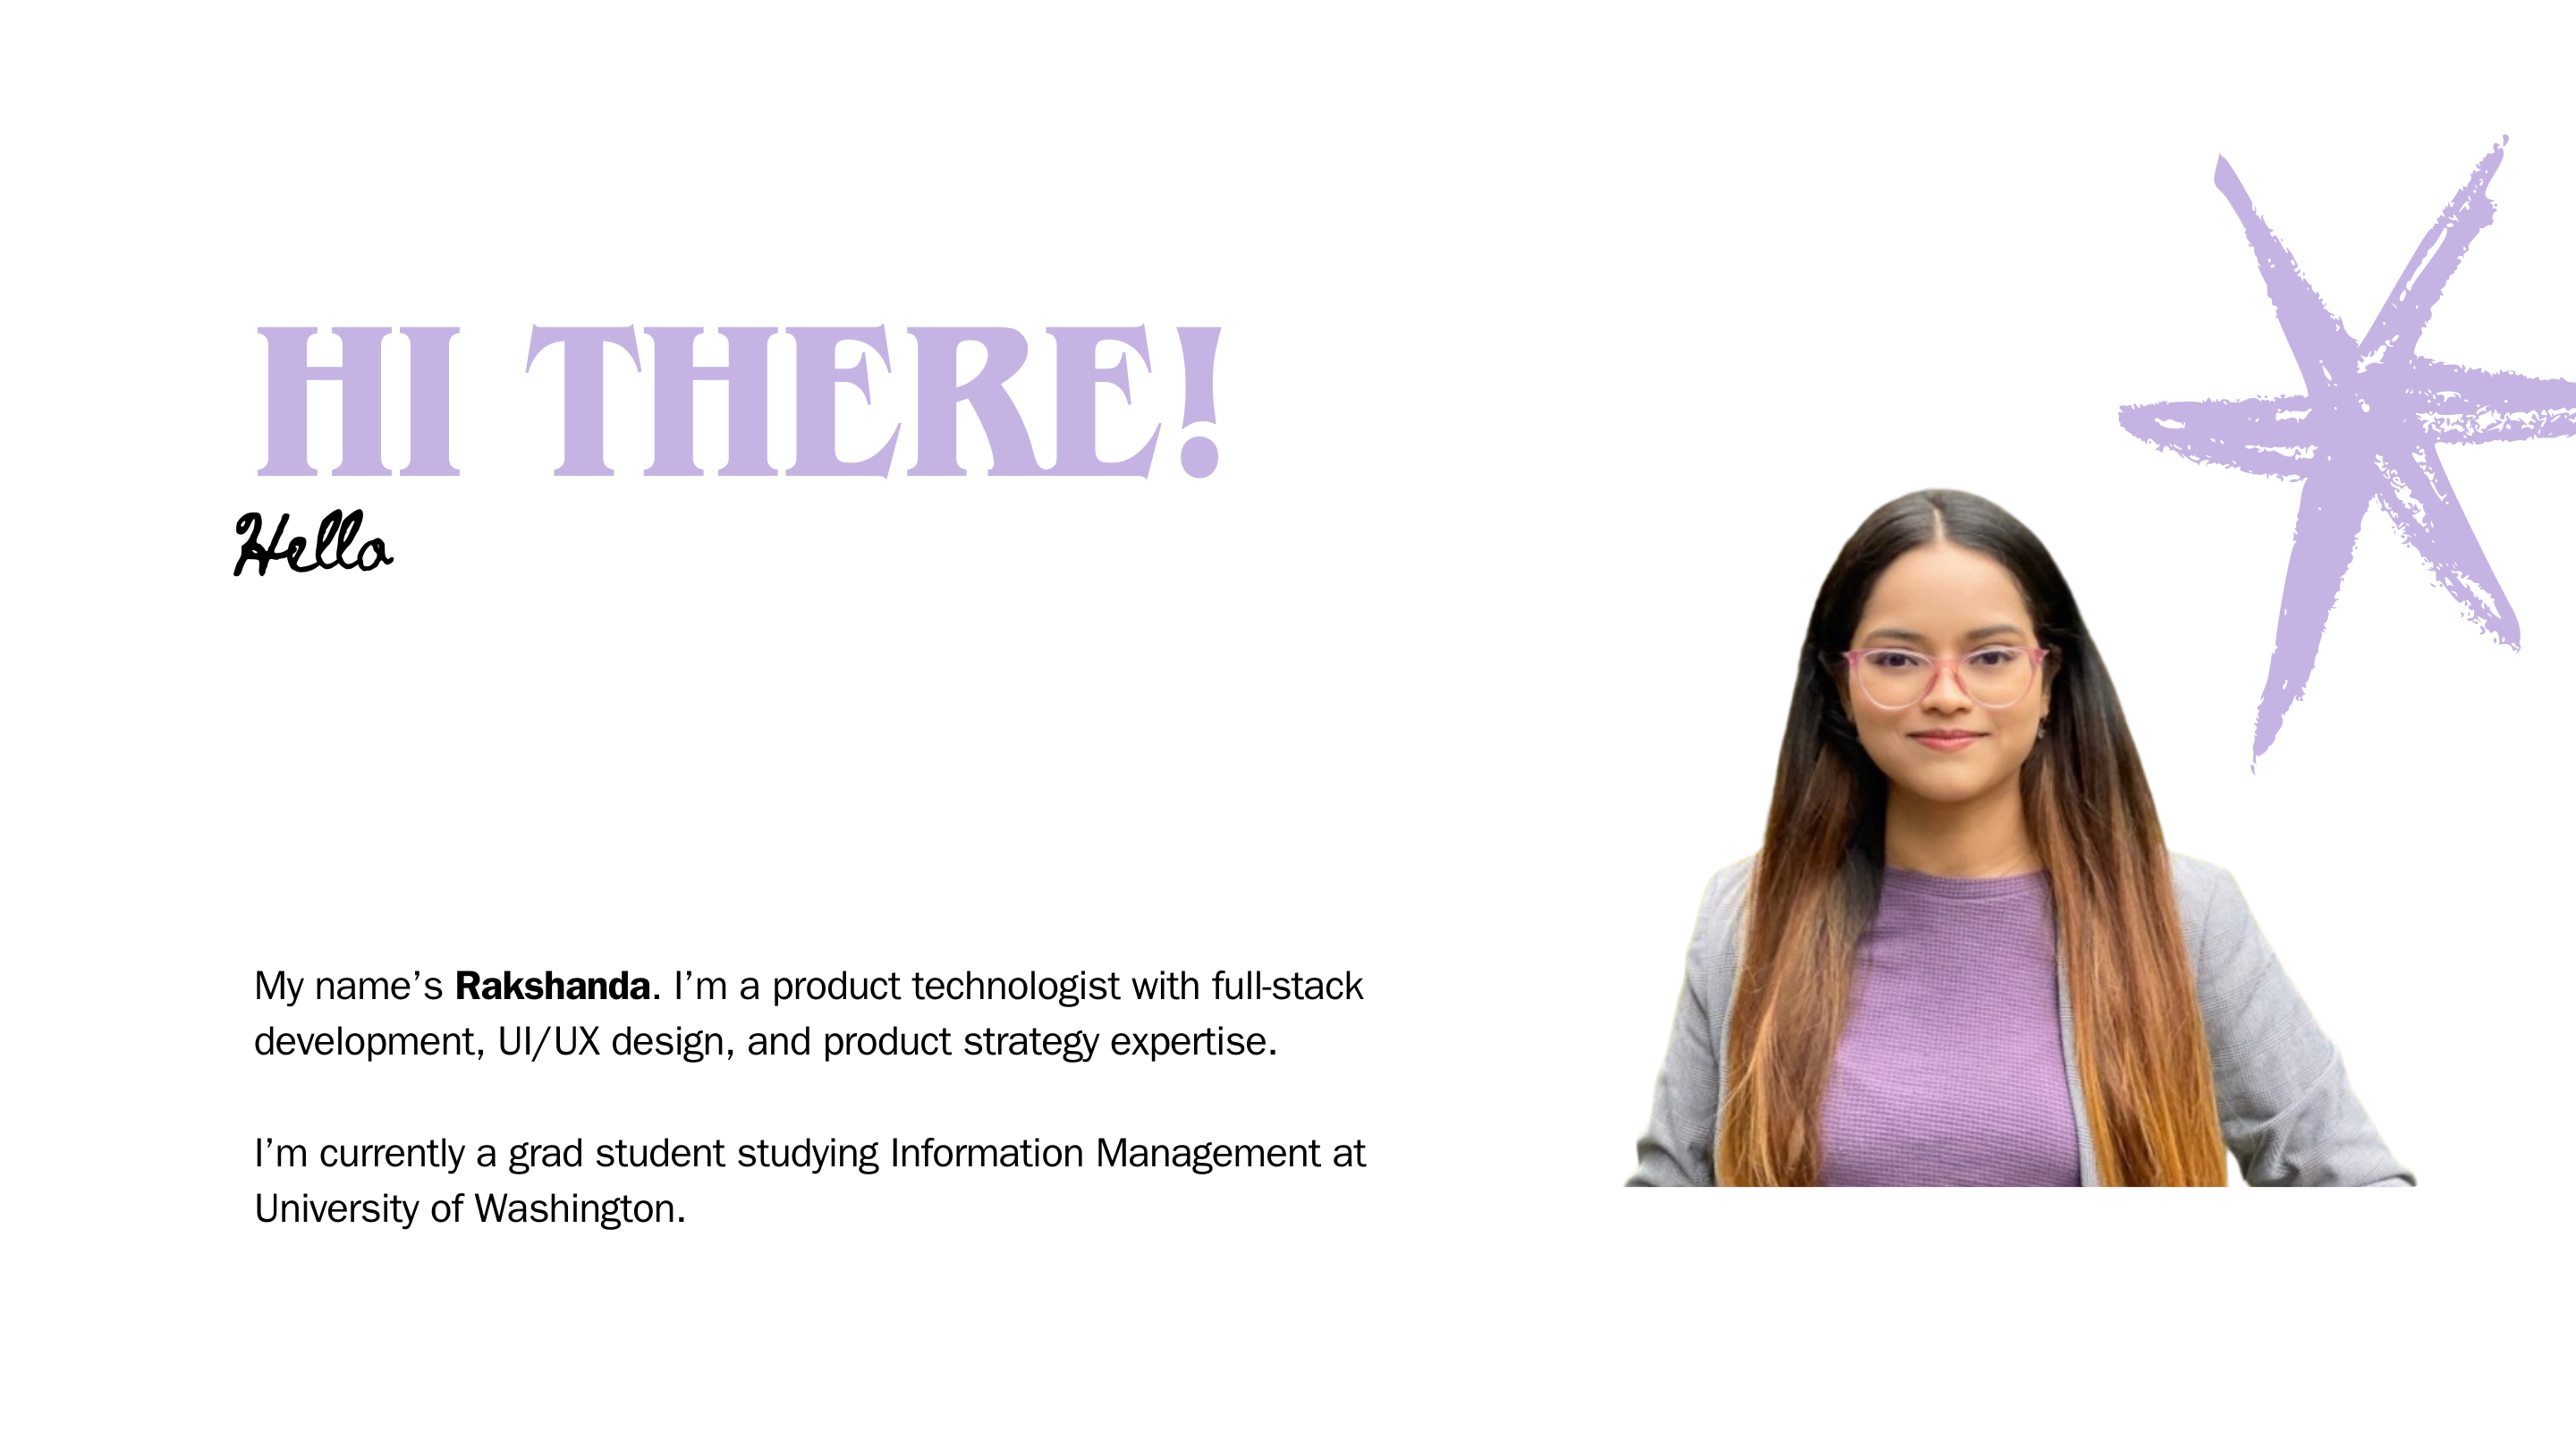 HI THERE!
Hello
My name’s Rakshanda. I’m a product technologist with full-stack
development, UI/UX design, and product strategy expertise.
I’m currently a grad student studying Information Management at
University of Washington.